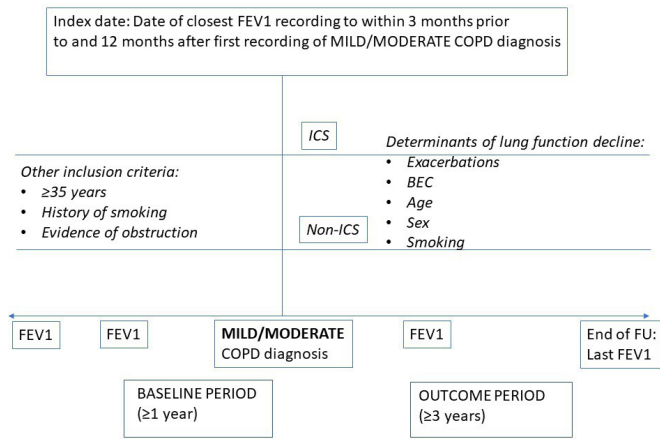 Index date: Date of closest FEV1 recording to within 3 months prior
to and 12 months after first recording of MILD/MODERATE COPD diagnosis
ICS
Determinants of lung function decline:
• Exacerbations
• BEC
• Age
• Sex
• Smoking
Other inclusion criteria:
• ≥35 years
• History of smoking
• Evidence of obstruction
Non-ICS
FEV1
FEV1
MILD/MODERATE
COPD diagnosis
FEV1
End of FU:
Last FEV1
BASELINE PERIOD
(≥1 year)
OUTCOME PERIOD
(≥3 years)